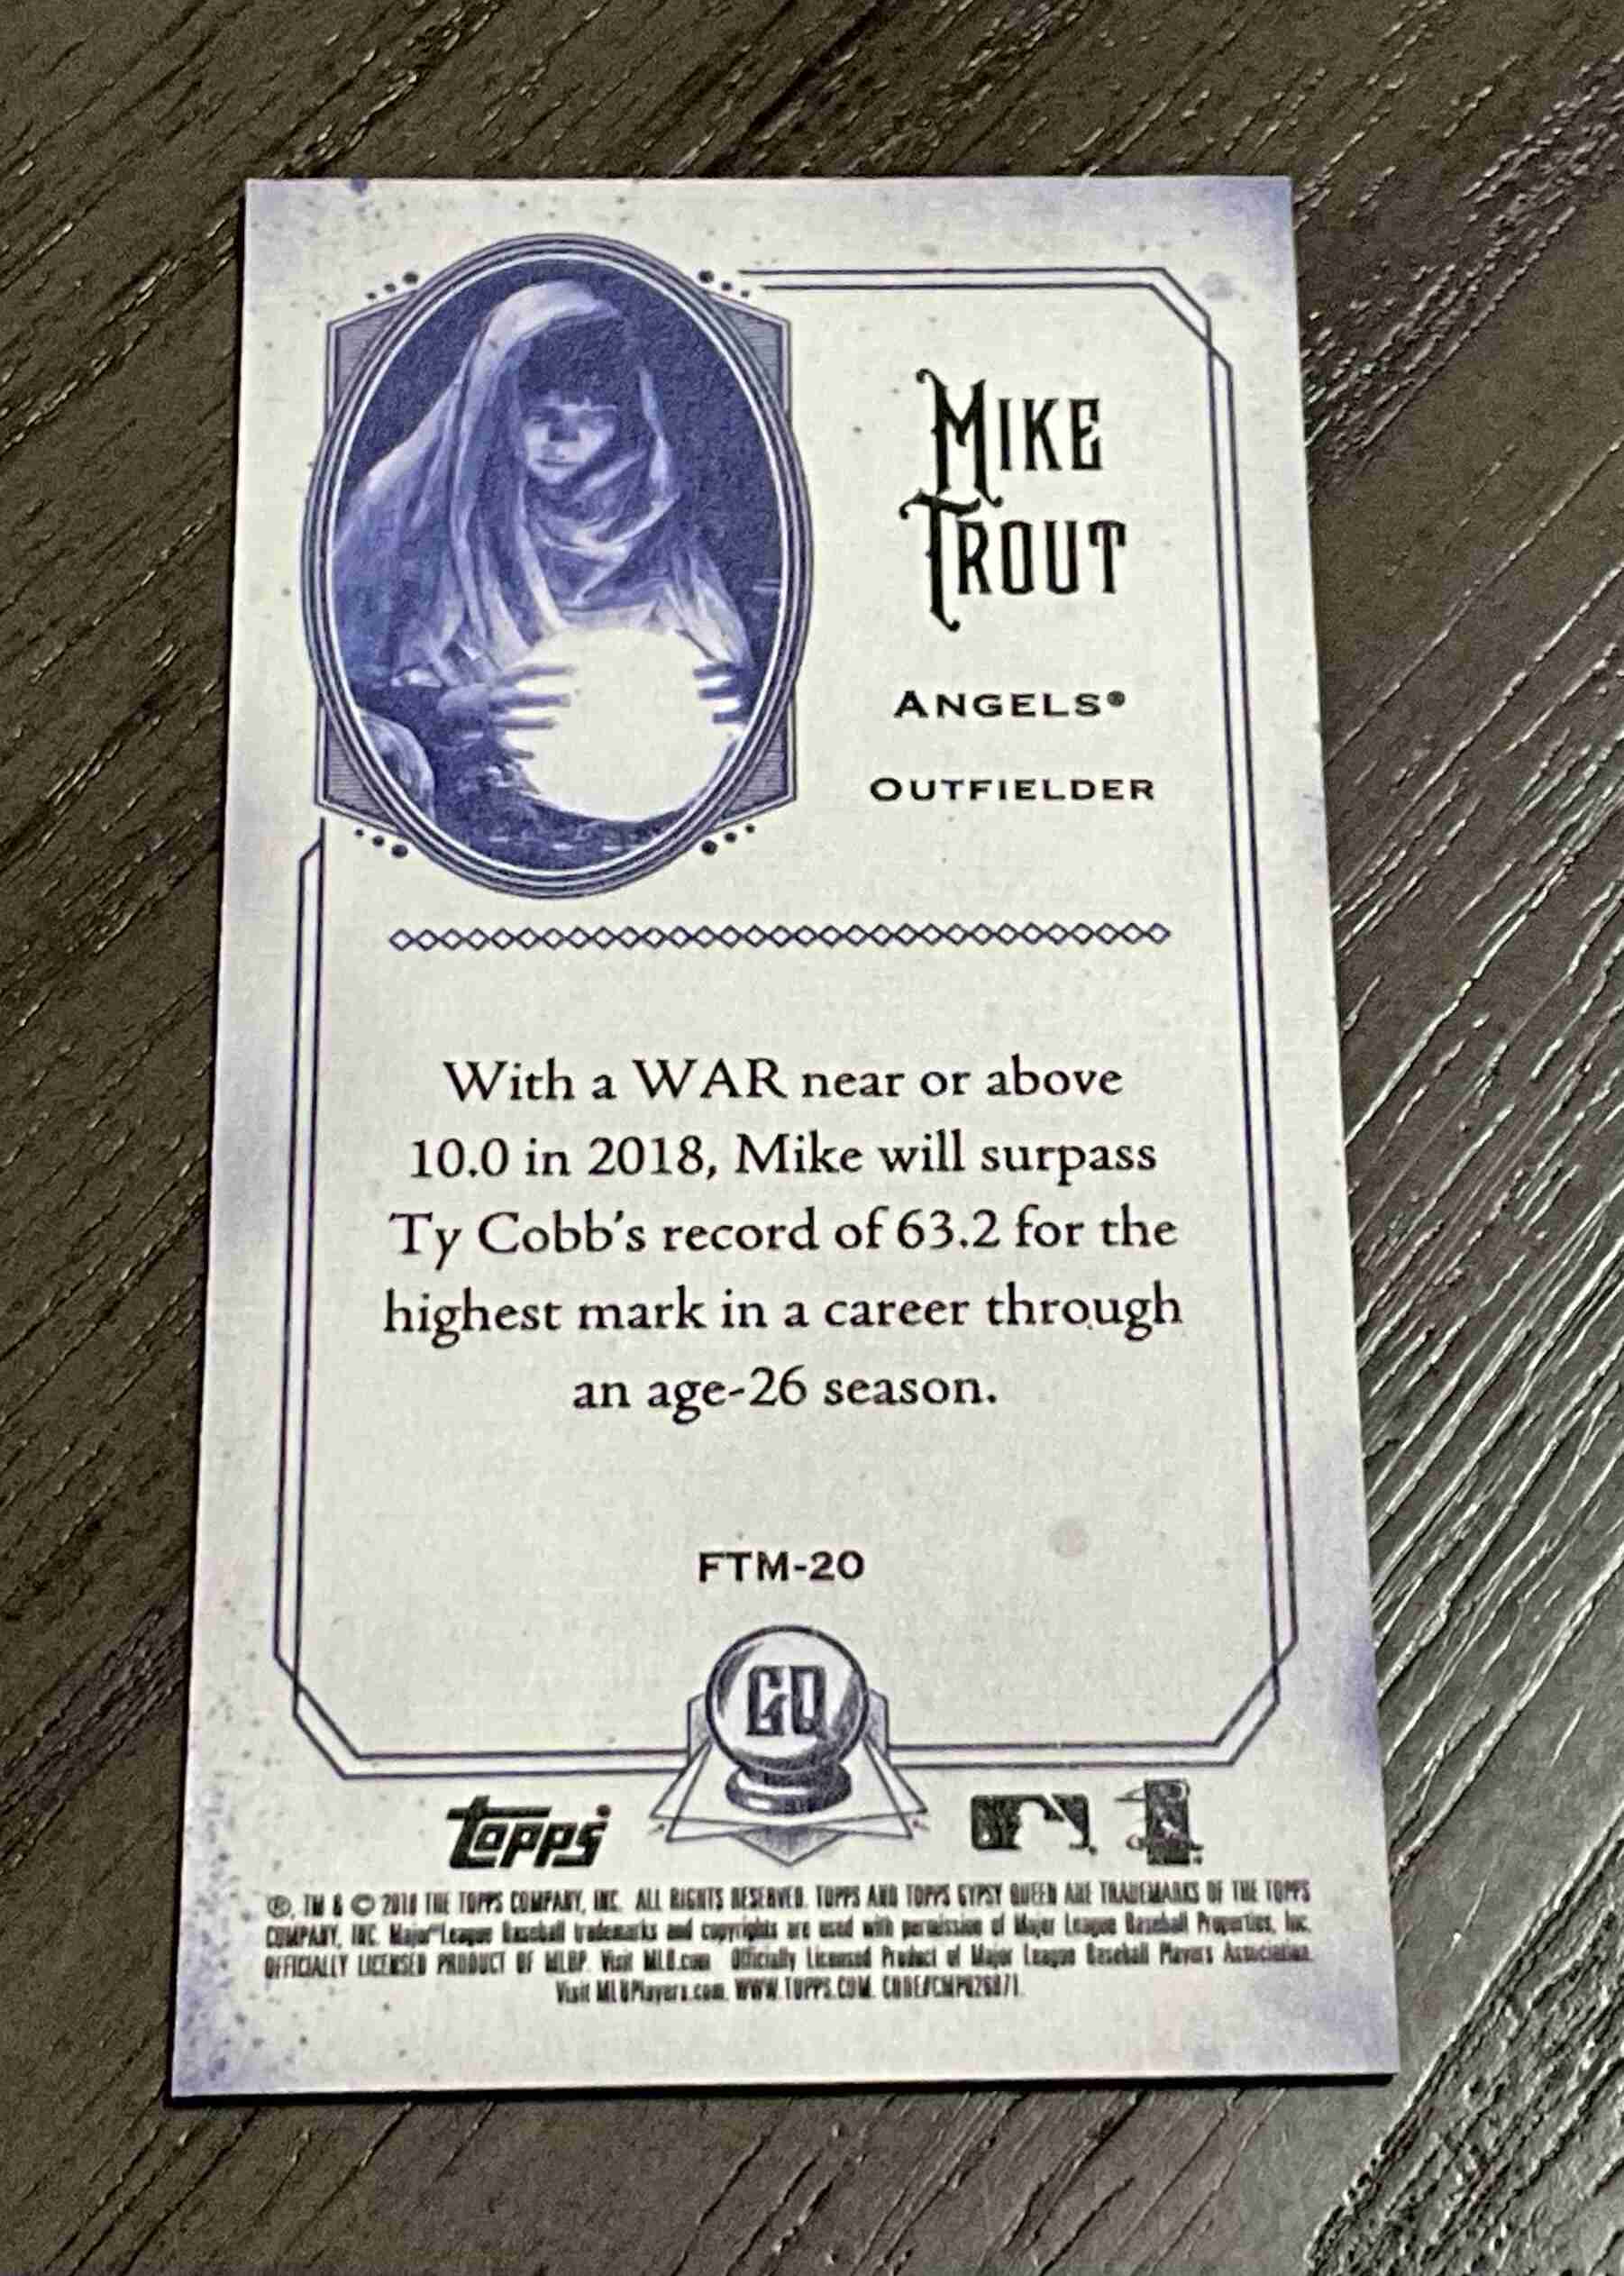 MIKE
TROUT
ANGELS®
OUTFIELDER
With a WAR near or above
10.0 in 2018, Mike will surpass
Ty Cobb's record of 63.2 for the
highest mark in a career through
an age-26 season.
FTM-20
GQ
Topps
®, TM & © 2018 THE TOPPS COMPANY, INC. ALL RIGHTS RESERVED. TOPPS AND TOPPS GYPSY QUEEN ARE TRADEMARKS OF THE TOPPS
COMPANY, INC. Major League Baseball trademarks and copyrights are used with permission of Major League Baseball Properties, Inc.
OFFICIALLY LICENSED PRODUCT OF MLBP. Visit MLB.com. Officially Licensed Product of Major League Baseball Players Association.
Visit MLBPlayers.com. WWW.TOPPS.COM. CODE#CMP026871.